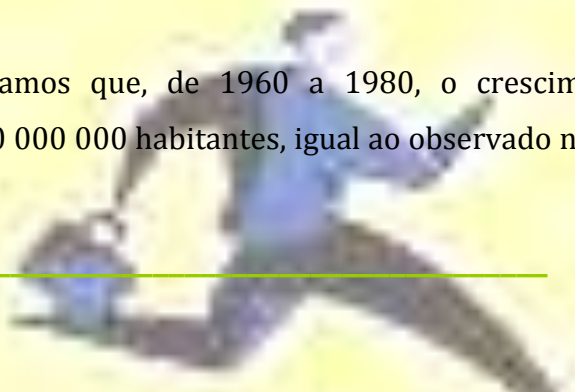 amos que, de 1960 a 1980, o crescim
0 000 000 habitantes, igual ao observado n